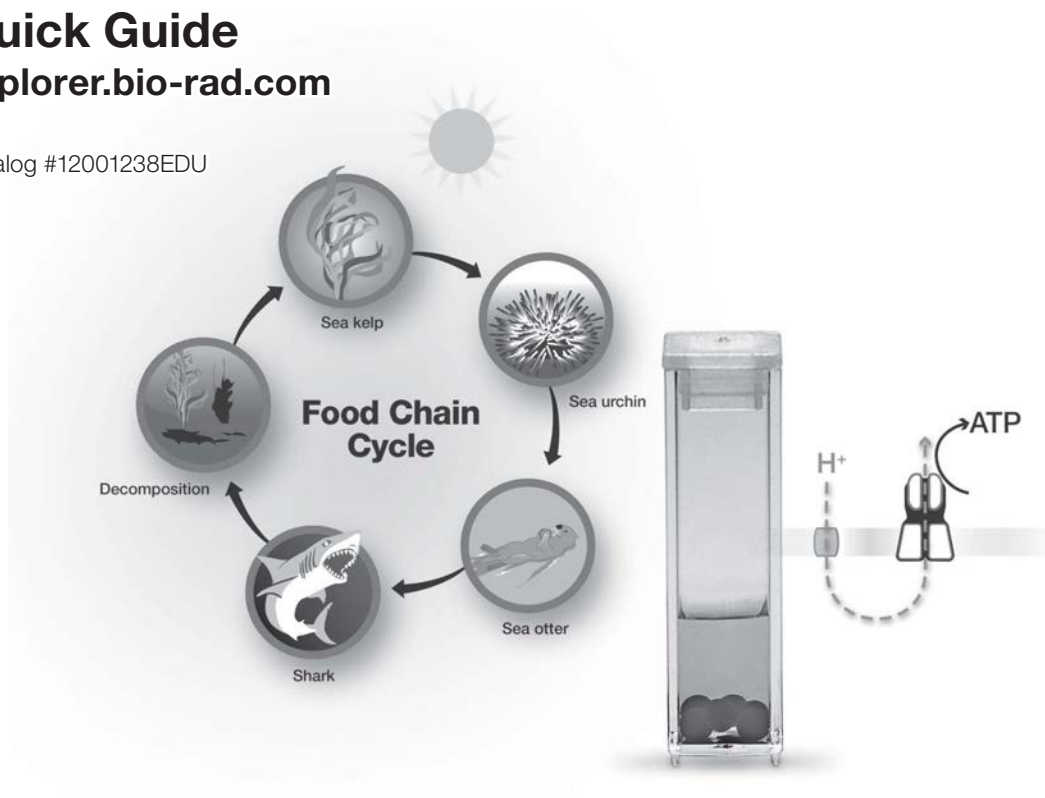 uick Guide
plorer.bio-rad.com
alog #12001238EDU
Sea kelp
Sea urchin
Food Chain
Cycle
ATP
H+
Decomposition
Sea otter
Shark